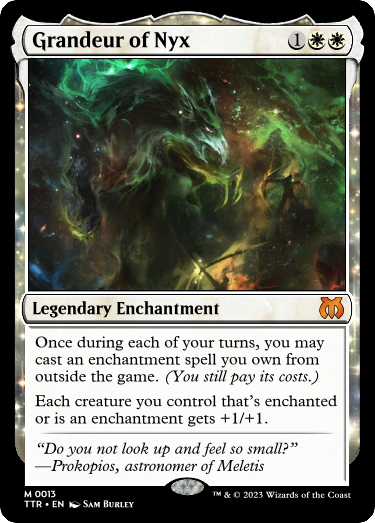 Grandeur of Nyx 1
Legendary Enchantment
Once during each of your turns, you may
cast an enchantment spell you own from
outside the game. (You still pay its costs.)
Each creature you control that's enchanted
or is an enchantment gets +1/+1.
“Do you not look up and feel so small?”
—Prokopios, astronomer of Meletis
M 0013
TTR • EN SAM BURLEY
™ & © 2023 Wizards of the Coast